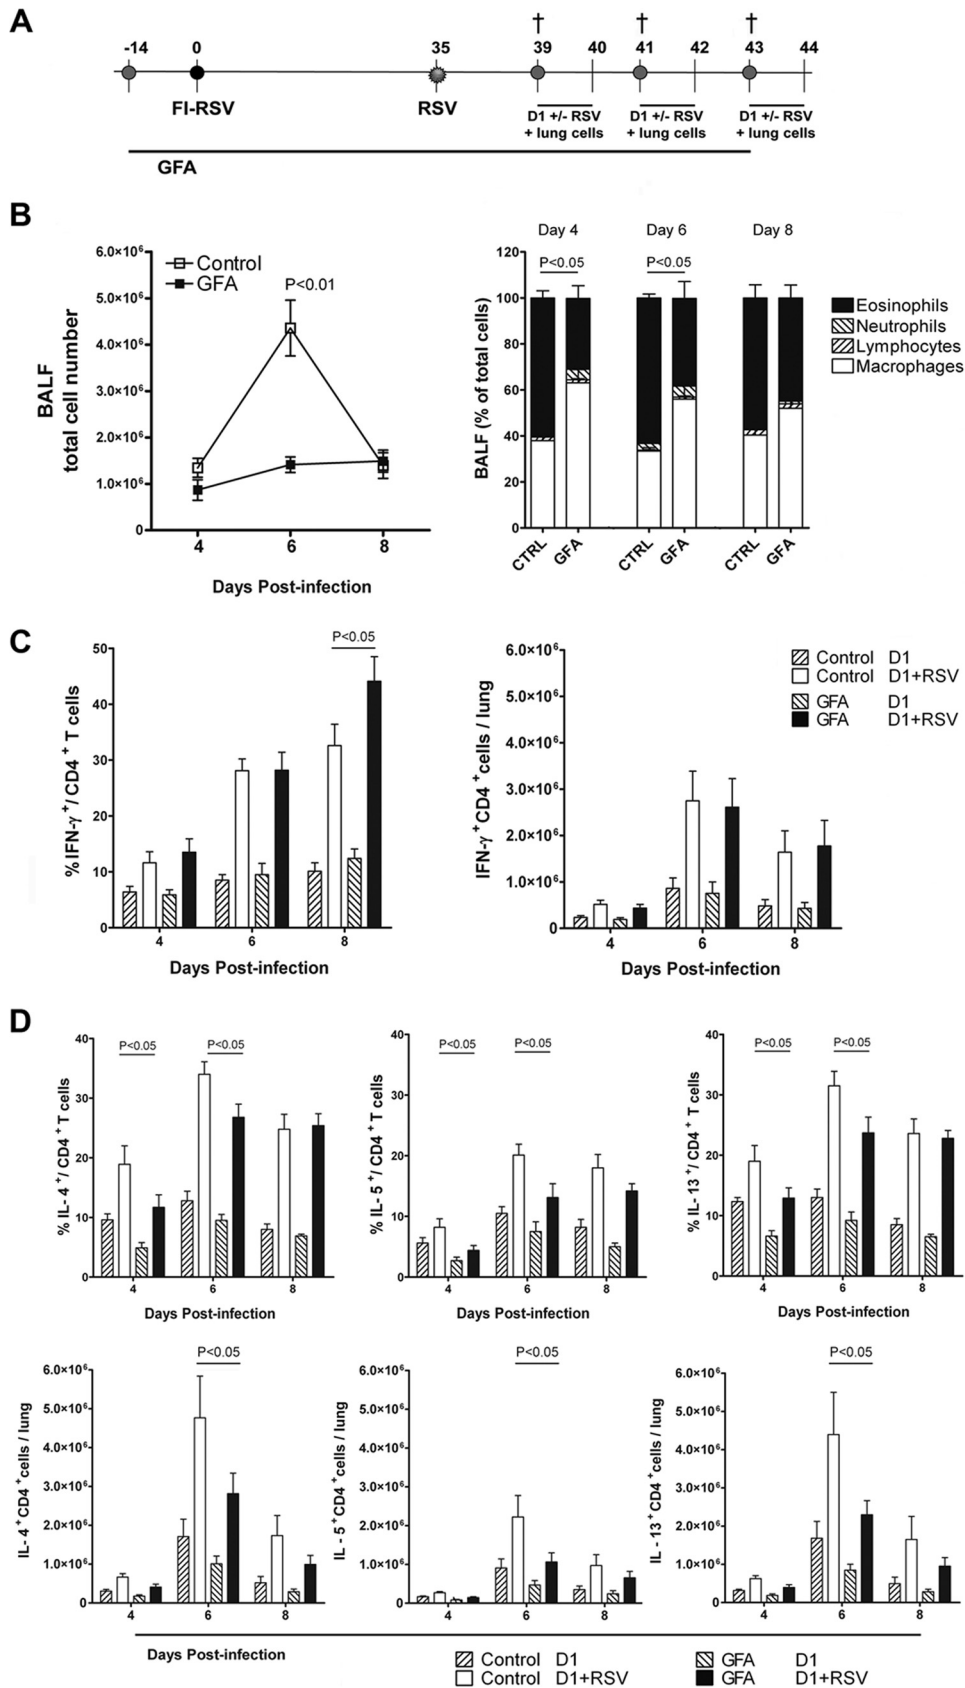 A
-14 0 35 39 40 41 42 43 44
† † †
FI-RSV RSV
D1 +/- RSV + lung cells
D1 +/- RSV + lung cells
D1 +/- RSV + lung cells
GFA
B
BALF
total cell number
6.0×10⁶
5.0×10⁶
4.0×10⁶
3.0×10⁶
2.0×10⁶
1.0×10⁶
0
Control
GFA
P<0.01
4 6 8
Days Post-infection
BALF (% of total cells)
120
100
80
60
40
20
0
Day 4 Day 6 Day 8
P<0.05 P<0.05
CTRL GFA CTRL GFA CTRL GFA
Eosinophils
Neutrophils
Lymphocytes
Macrophages
C
%IFN-γ⁺/ CD4 ⁺ T cells
50
40
30
20
10
0
P<0.05
4 6 8
Days Post-infection
IFN-γ ⁺CD4 ⁺cells / lung
6.0×10⁶
5.0×10⁶
4.0×10⁶
3.0×10⁶
2.0×10⁶
1.0×10⁶
0
4 6 8
Days Post-infection
Control D1
Control D1+RSV
GFA D1
GFA D1+RSV
D
% IL- 4 ⁺/ CD4 ⁺ T cells
40
30
20
10
0
P<0.05 P<0.05
4 6 8
Days Post-infection
% IL- 5 ⁺/ CD4 ⁺ T cells
40
30
20
10
0
P<0.05 P<0.05
4 6 8
Days Post-infection
% IL- 13 ⁺/ CD4 ⁺ T cells
40
30
20
10
0
P<0.05 P<0.05
4 6 8
Days Post-infection
IL- 4 ⁺CD4 ⁺cells / lung
6.0×10⁶
5.0×10⁶
4.0×10⁶
3.0×10⁶
2.0×10⁶
1.0×10⁶
0
P<0.05
4 6 8
IL - 5 ⁺CD4 ⁺cells / lung
6.0×10⁶
5.0×10⁶
4.0×10⁶
3.0×10⁶
2.0×10⁶
1.0×10⁶
0
P<0.05
4 6 8
IL - 13 ⁺CD4 ⁺cells / lung
6.0×10⁶
5.0×10⁶
4.0×10⁶
3.0×10⁶
2.0×10⁶
1.0×10⁶
0
P<0.05
4 6 8
Days Post-infection
Control D1
Control D1+RSV
GFA D1
GFA D1+RSV